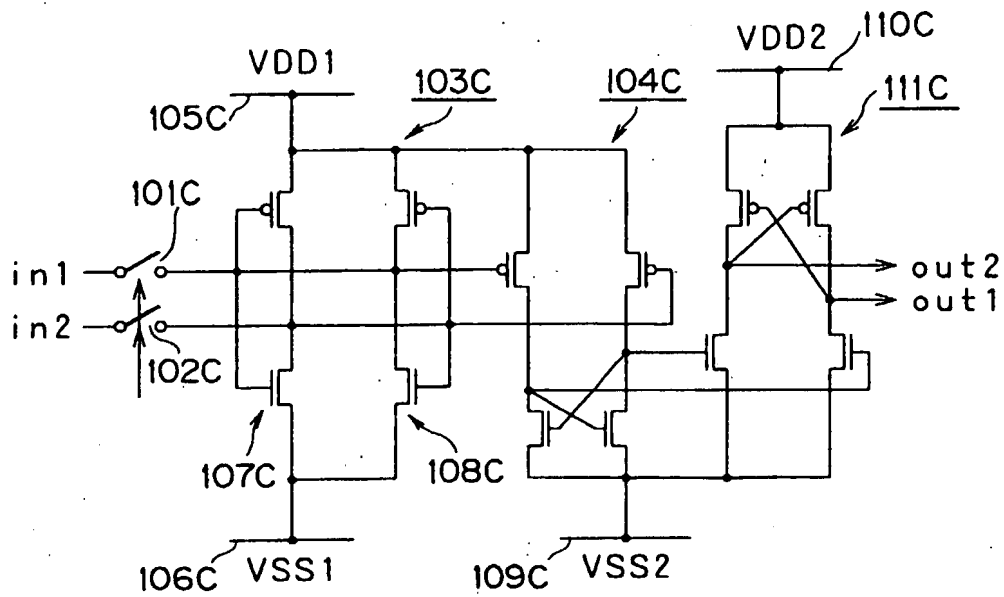 110C
VDD2
VDD1
103C
104C
111C
105C
101C
in1
out2
out1
in2
102C
107C
108C
106C
VSS1
109C
VSS2